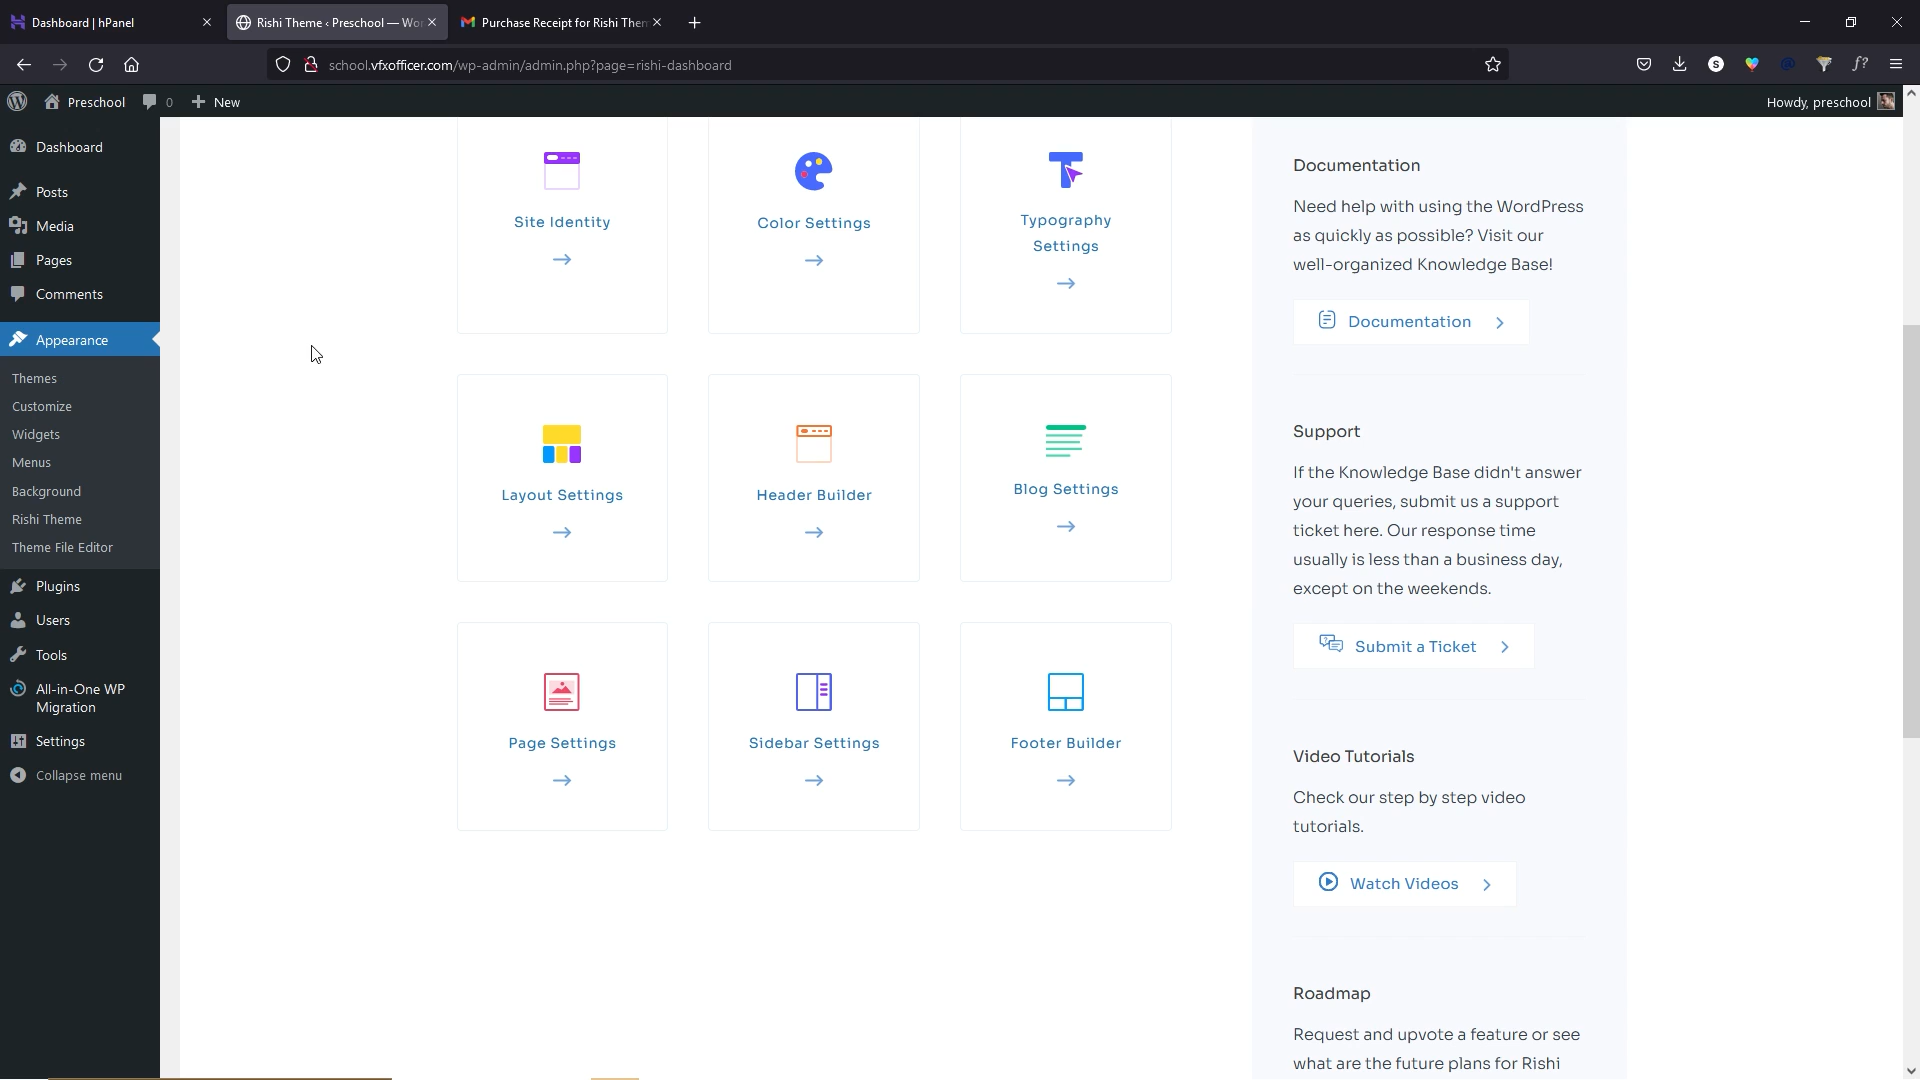 Dashboard | hPanel
Rishi Theme ‹ Preschool — Wo
Purchase Receipt for Rishi Then
school.vfxofficer.com/wp-admin/admin.php?page=rishi-dashboard
Preschool
0
New
Howdy, preschool
Dashboard
Posts
Media
Pages
Comments
Appearance
Themes
Customize
Widgets
Menus
Background
Rishi Theme
Theme File Editor
Plugins
Users
Tools
All-in-One WP
Migration
Settings
Collapse menu
Site Identity
Color Settings
Typography
Settings
Layout Settings
Header Builder
Blog Settings
Page Settings
Sidebar Settings
Footer Builder
Documentation
Need help with using the WordPress
as quickly as possible? Visit our
well-organized Knowledge Base!
Documentation
Support
If the Knowledge Base didn't answer
your queries, submit us a support
ticket here. Our response time
usually is less than a business day,
except on the weekends.
Submit a Ticket
Video Tutorials
Check our step by step video
tutorials.
Watch Videos
Roadmap
Request and upvote a feature or see
what are the future plans for Rishi